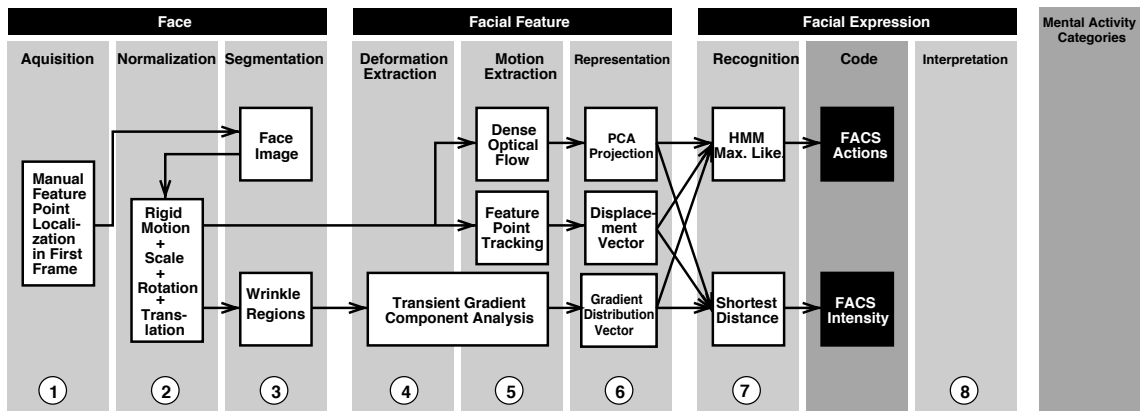 Face
Facial Feature
Facial Expression
Mental Activity
Categories
Aquisition
Normalization
Segmentation
Deformation
Extraction
Motion
Extraction
Representation
Recognition
Code
Interpretation
Manual
Feature
Point
Locali-
zation
in First
Frame
Rigid
Motion
+
Scale
+
Rotation
+
Trans-
lation
Face
Image
Wrinkle
Regions
Dense
Optical
Flow
Feature
Point
Tracking
Transient Gradient
Component Analysis
PCA
Projection
Displace-
ment
Vector
Gradient
Distribution
Vector
HMM
Max. Like.
Shortest
Distance
FACS
Actions
FACS
Intensity
1
2
3
4
5
6
7
8